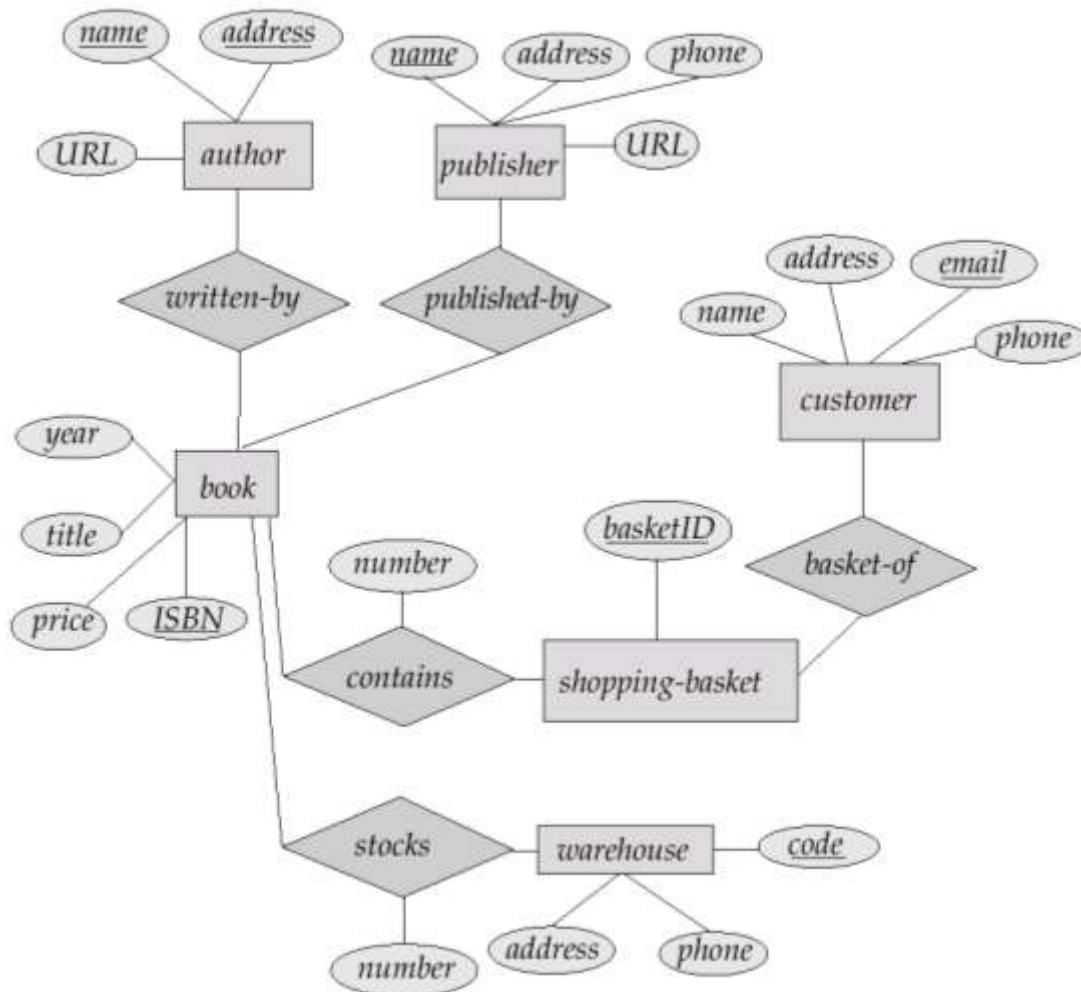 name
address
URL
author
name
address
phone
publisher
URL
written-by
published-by
address
email
name
phone
customer
year
book
title
price
ISBN
number
basketID
basket-of
contains
shopping-basket
stocks
warehouse
code
number
address
phone